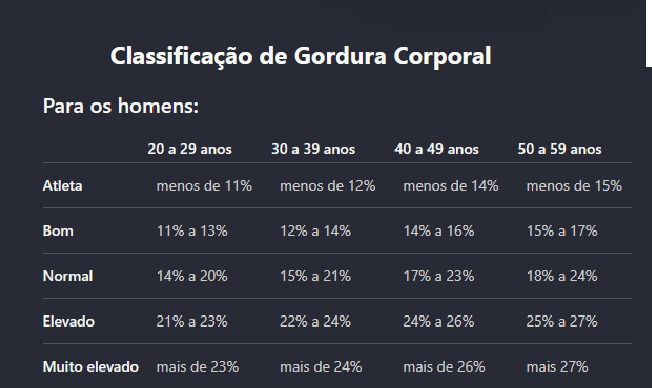 Classificação de Gordura Corporal
Para os homens:
20 a 29 anos 30 a 39 anos 40 a 49 anos 50 a 59 anos
Atleta menos de 11% menos de 12% menos de 14% menos de 15%
Bom 11% a 13% 12% a 14% 14% a 16% 15% a 17%
Normal 14% a 20% 15% a 21% 17% a 23% 18% a 24%
Elevado 21% a 23% 22% a 24% 24% a 26% 25% a 27%
Muito elevado mais de 23% mais de 24% mais de 26% mais 27%